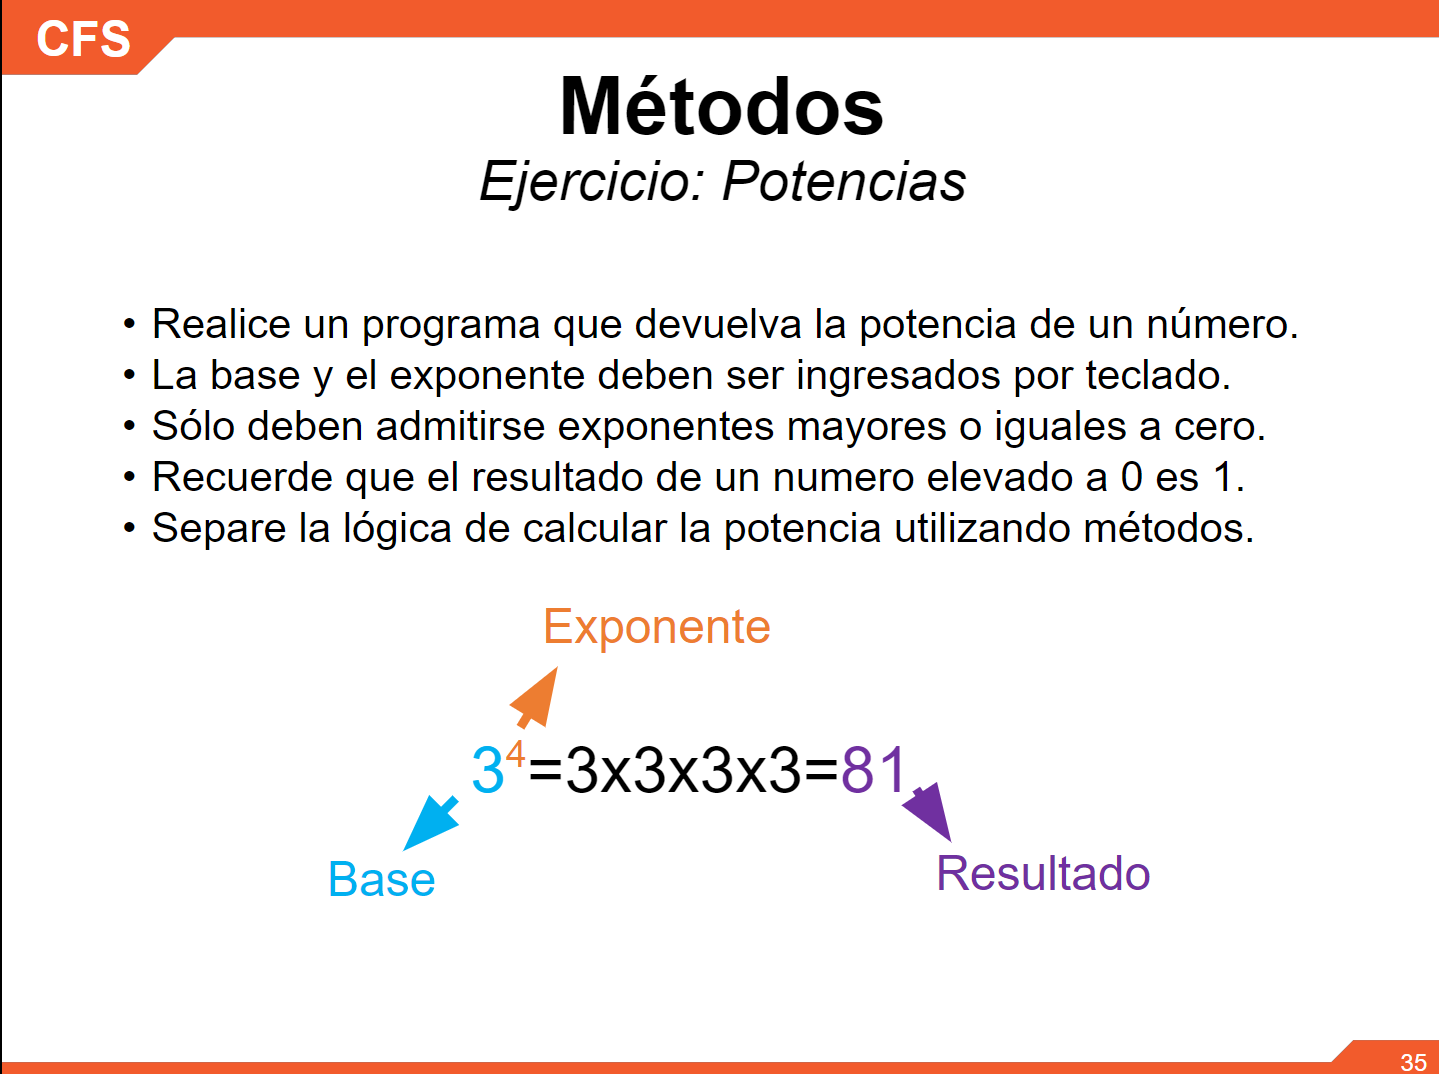 CFS
Métodos
Ejercicio: Potencias
• Realice un programa que devuelva la potencia de un número.
• La base y el exponente deben ser ingresados por teclado.
• Sólo deben admitirse exponentes mayores o iguales a cero.
• Recuerde que el resultado de un numero elevado a 0 es 1.
• Separe la lógica de calcular la potencia utilizando métodos.
Exponente
3⁴=3x3x3x3=81
Base
Resultado
35